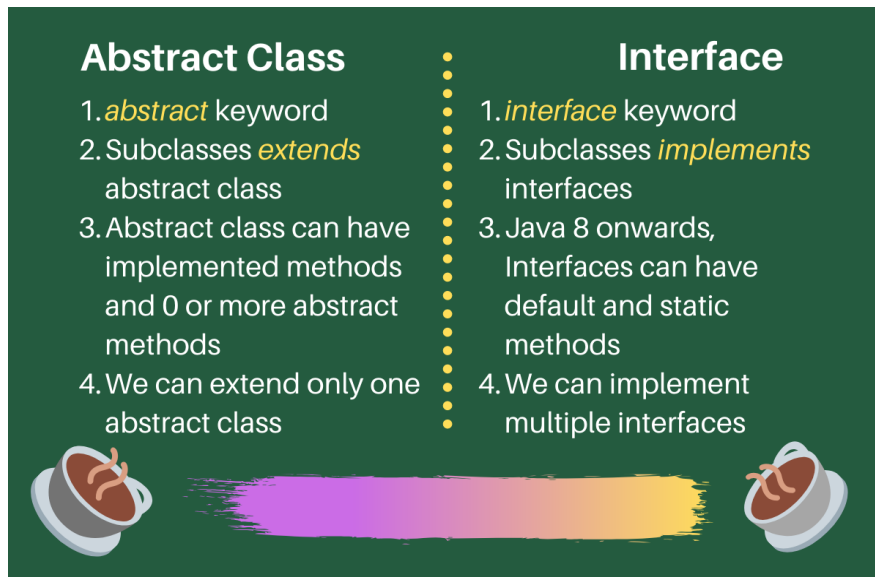 Abstract Class
1. abstract keyword
2. Subclasses extends
abstract class
3. Abstract class can have
implemented methods
and 0 or more abstract
methods
4. We can extend only one
abstract class
Interface
1. interface keyword
2. Subclasses implements
interfaces
3. Java 8 onwards,
Interfaces can have
default and static
methods
4. We can implement
multiple interfaces